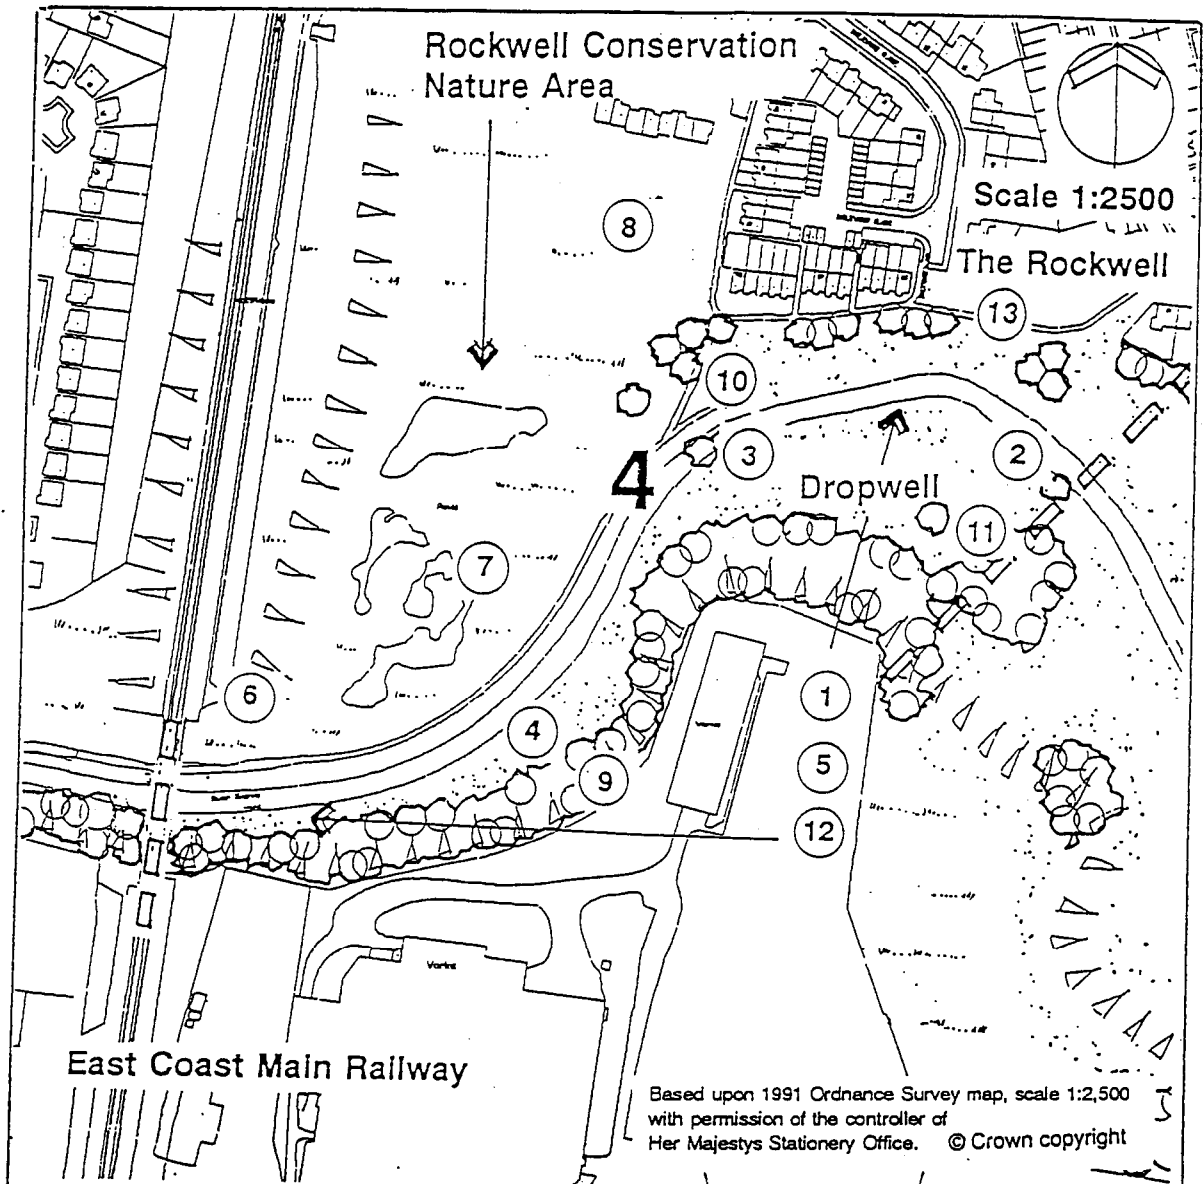 Rockwell Conservation
Nature Area
Scale 1:2500
The Rockwell
8
13
10
4
3
2
Dropwell
11
7
6
1
4
5
9
12
Works
Works
East Coast Main Railway
Based upon 1991 Ordnance Survey map, scale 1:2,500
with permission of the controller of
Her Majestys Stationery Office. © Crown copyright